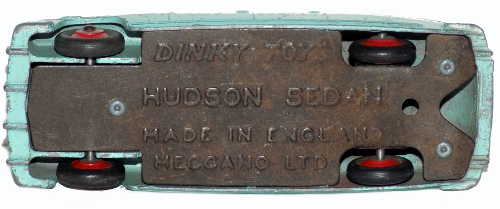 DINKY TOYS
HUDSON SEDAN
MADE IN ENGLAND
MECCANO LTD